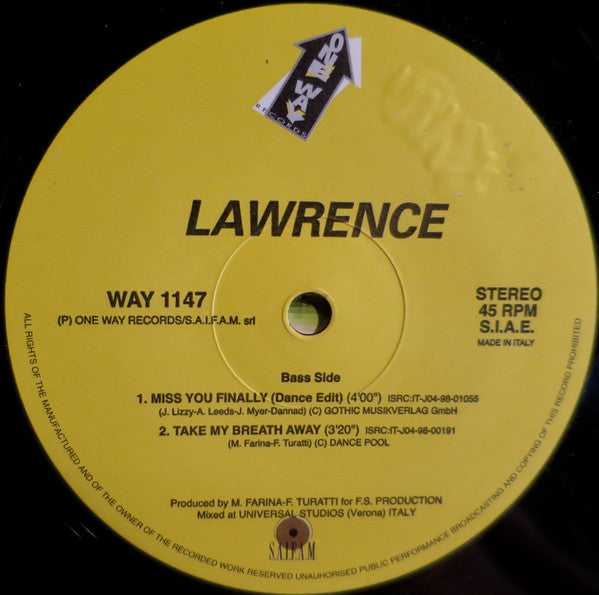 ONE WAY
RECORDS
LAWRENCE
WAY 1147
(P) ONE WAY RECORDS/S.A.I.F.A.M. srl
STEREO
45 RPM
S.I.A.E.
MADE IN ITALY
Bass Side
1. MISS YOU FINALLY (Dance Edit) (4'00") ISRC:IT-J04-98-01055
(J. Lizzy-A. Leeds-J. Myer-Dannad) (C) GOTHIC MUSIKVERLAG GmbH
2. TAKE MY BREATH AWAY (3'20") ISRC:IT-J04-98-00191
(M. Farina-F. Turatti) (C) DANCE POOL
Produced by M. FARINA-F. TURATTI for F.S. PRODUCTION
Mixed at UNIVERSAL STUDIOS (Verona) ITALY
S.A.I.F.A.M.
ALL RIGHTS OF THE MANUFACTURED AND OF THE OWNER OF THE RECORDED WORK RESERVED UNAUHORISED PUBLIC PERFORMANCE BROADCASTING AND COPYING OF THIS RECORD PROHIBITED